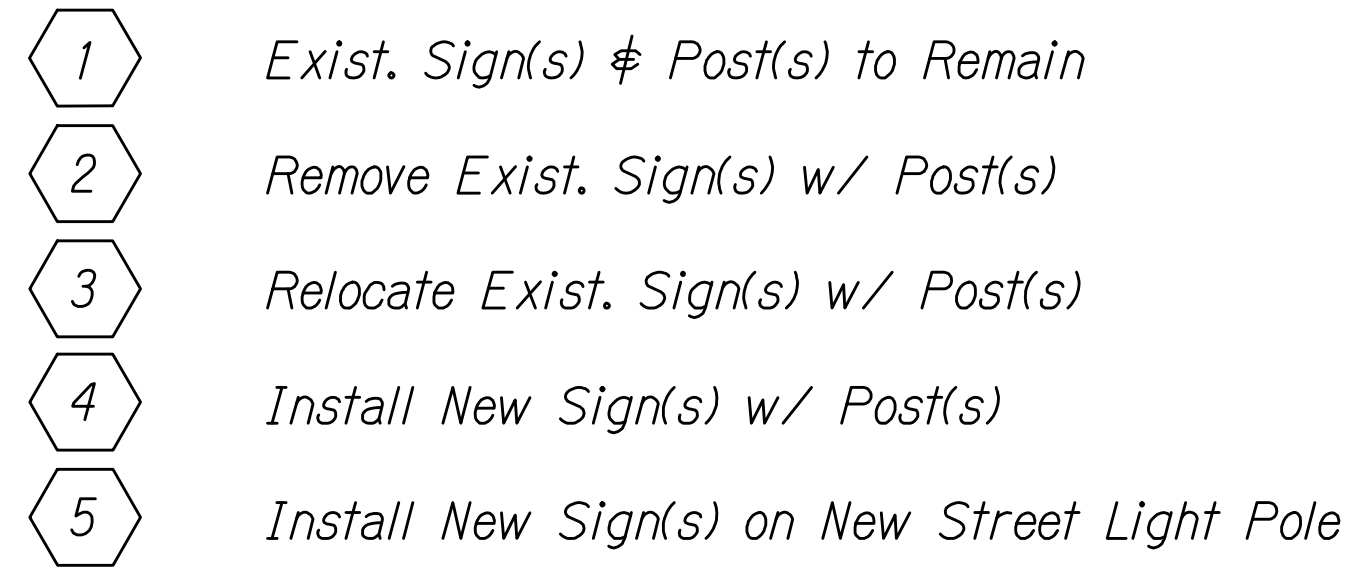 1 Exist. Sign(s) & Post(s) to Remain
2 Remove Exist. Sign(s) w/ Post(s)
3 Relocate Exist. Sign(s) w/ Post(s)
4 Install New Sign(s) w/ Post(s)
5 Install New Sign(s) on New Street Light Pole